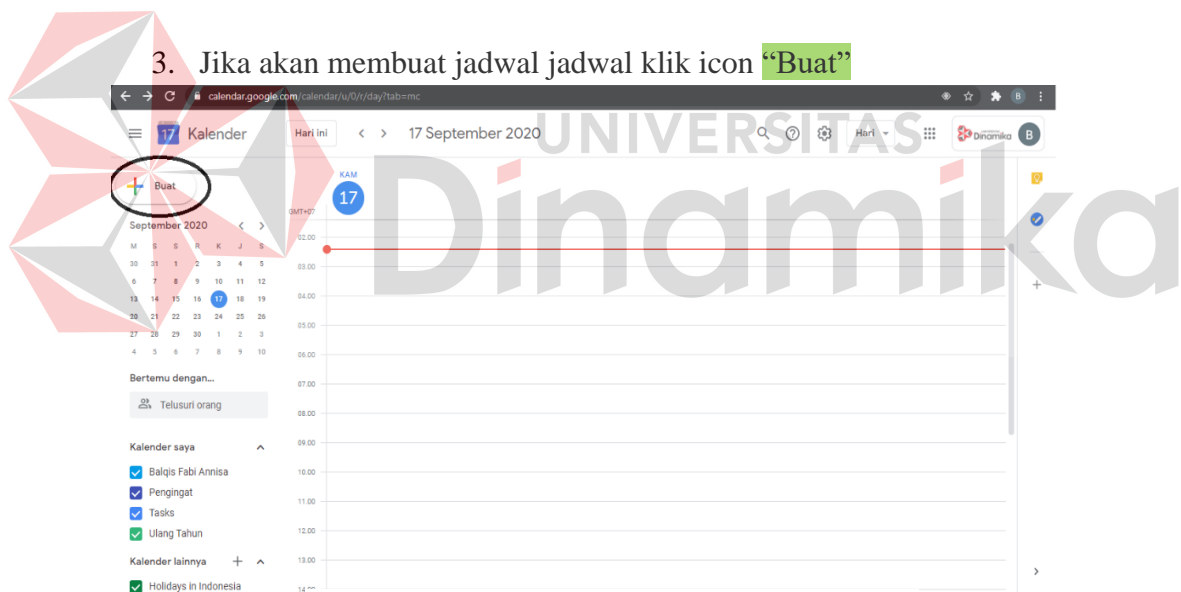 3. Jika akan membuat jadwal jadwal klik icon “Buat”
calendar.google.com/calendar/u/0/r/day?tab=mc
B
17 Kalender
Hari ini
17 September 2020
Hari
Dinamika
B
UNIVERSITAS
Dinamika
Buat
KAM
17
GMT+07
September 2020
M S S R K J S
30 31 1 2 3 4 5
6 7 8 9 10 11 12
13 14 15 16 17 18 19
20 21 22 23 24 25 26
27 28 29 30 1 2 3
4 5 6 7 8 9 10
Bertemu dengan...
Telusuri orang
Kalender saya
Balqis Fabi Annisa
Pengingat
Tasks
Ulang Tahun
Kalender lainnya
Holidays in Indonesia
02.00
03.00
04.00
05.00
06.00
07.00
08.00
09.00
10.00
11.00
12.00
13.00